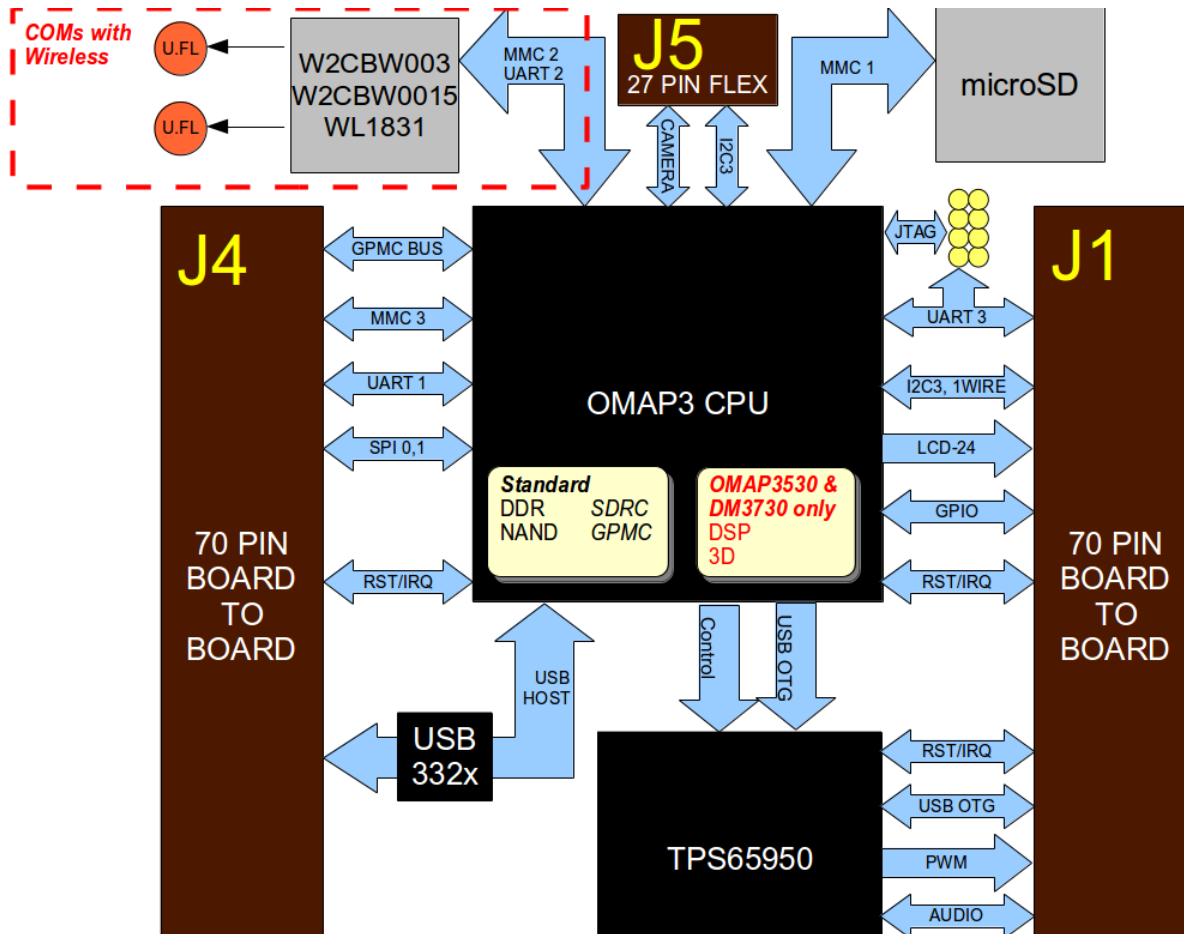 COMs with
Wireless
U.FL
U.FL
W2CBW003
W2CBW0015
WL1831
MMC 2
UART 2
J5
27 PIN FLEX
CAMERA
I2C3
MMC 1
microSD
J4
70 PIN
BOARD
TO
BOARD
GPMC BUS
MMC 3
UART 1
SPI 0,1
RST/IRQ
OMAP3 CPU
Standard
DDR SDRC
NAND GPMC
OMAP3530 &
DM3730 only
DSP
3D
JTAG
UART 3
I2C3, 1WIRE
LCD-24
GPIO
RST/IRQ
J1
70 PIN
BOARD
TO
BOARD
USB
HOST
USB
332x
Control
USB OTG
TPS65950
RST/IRQ
USB OTG
PWM
AUDIO